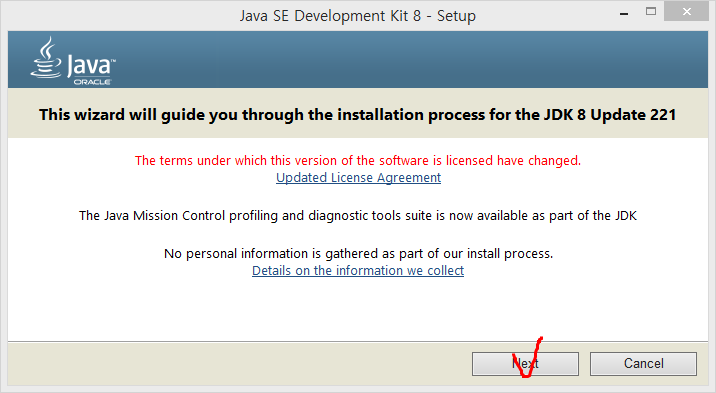 Java SE Development Kit 8 - Setup
Java™
ORACLE
This wizard will guide you through the installation process for the JDK 8 Update 221
The terms under which this version of the software is licensed have changed.
Updated License Agreement
The Java Mission Control profiling and diagnostic tools suite is now available as part of the JDK
No personal information is gathered as part of our install process.
Details on the information we collect
Next
Cancel